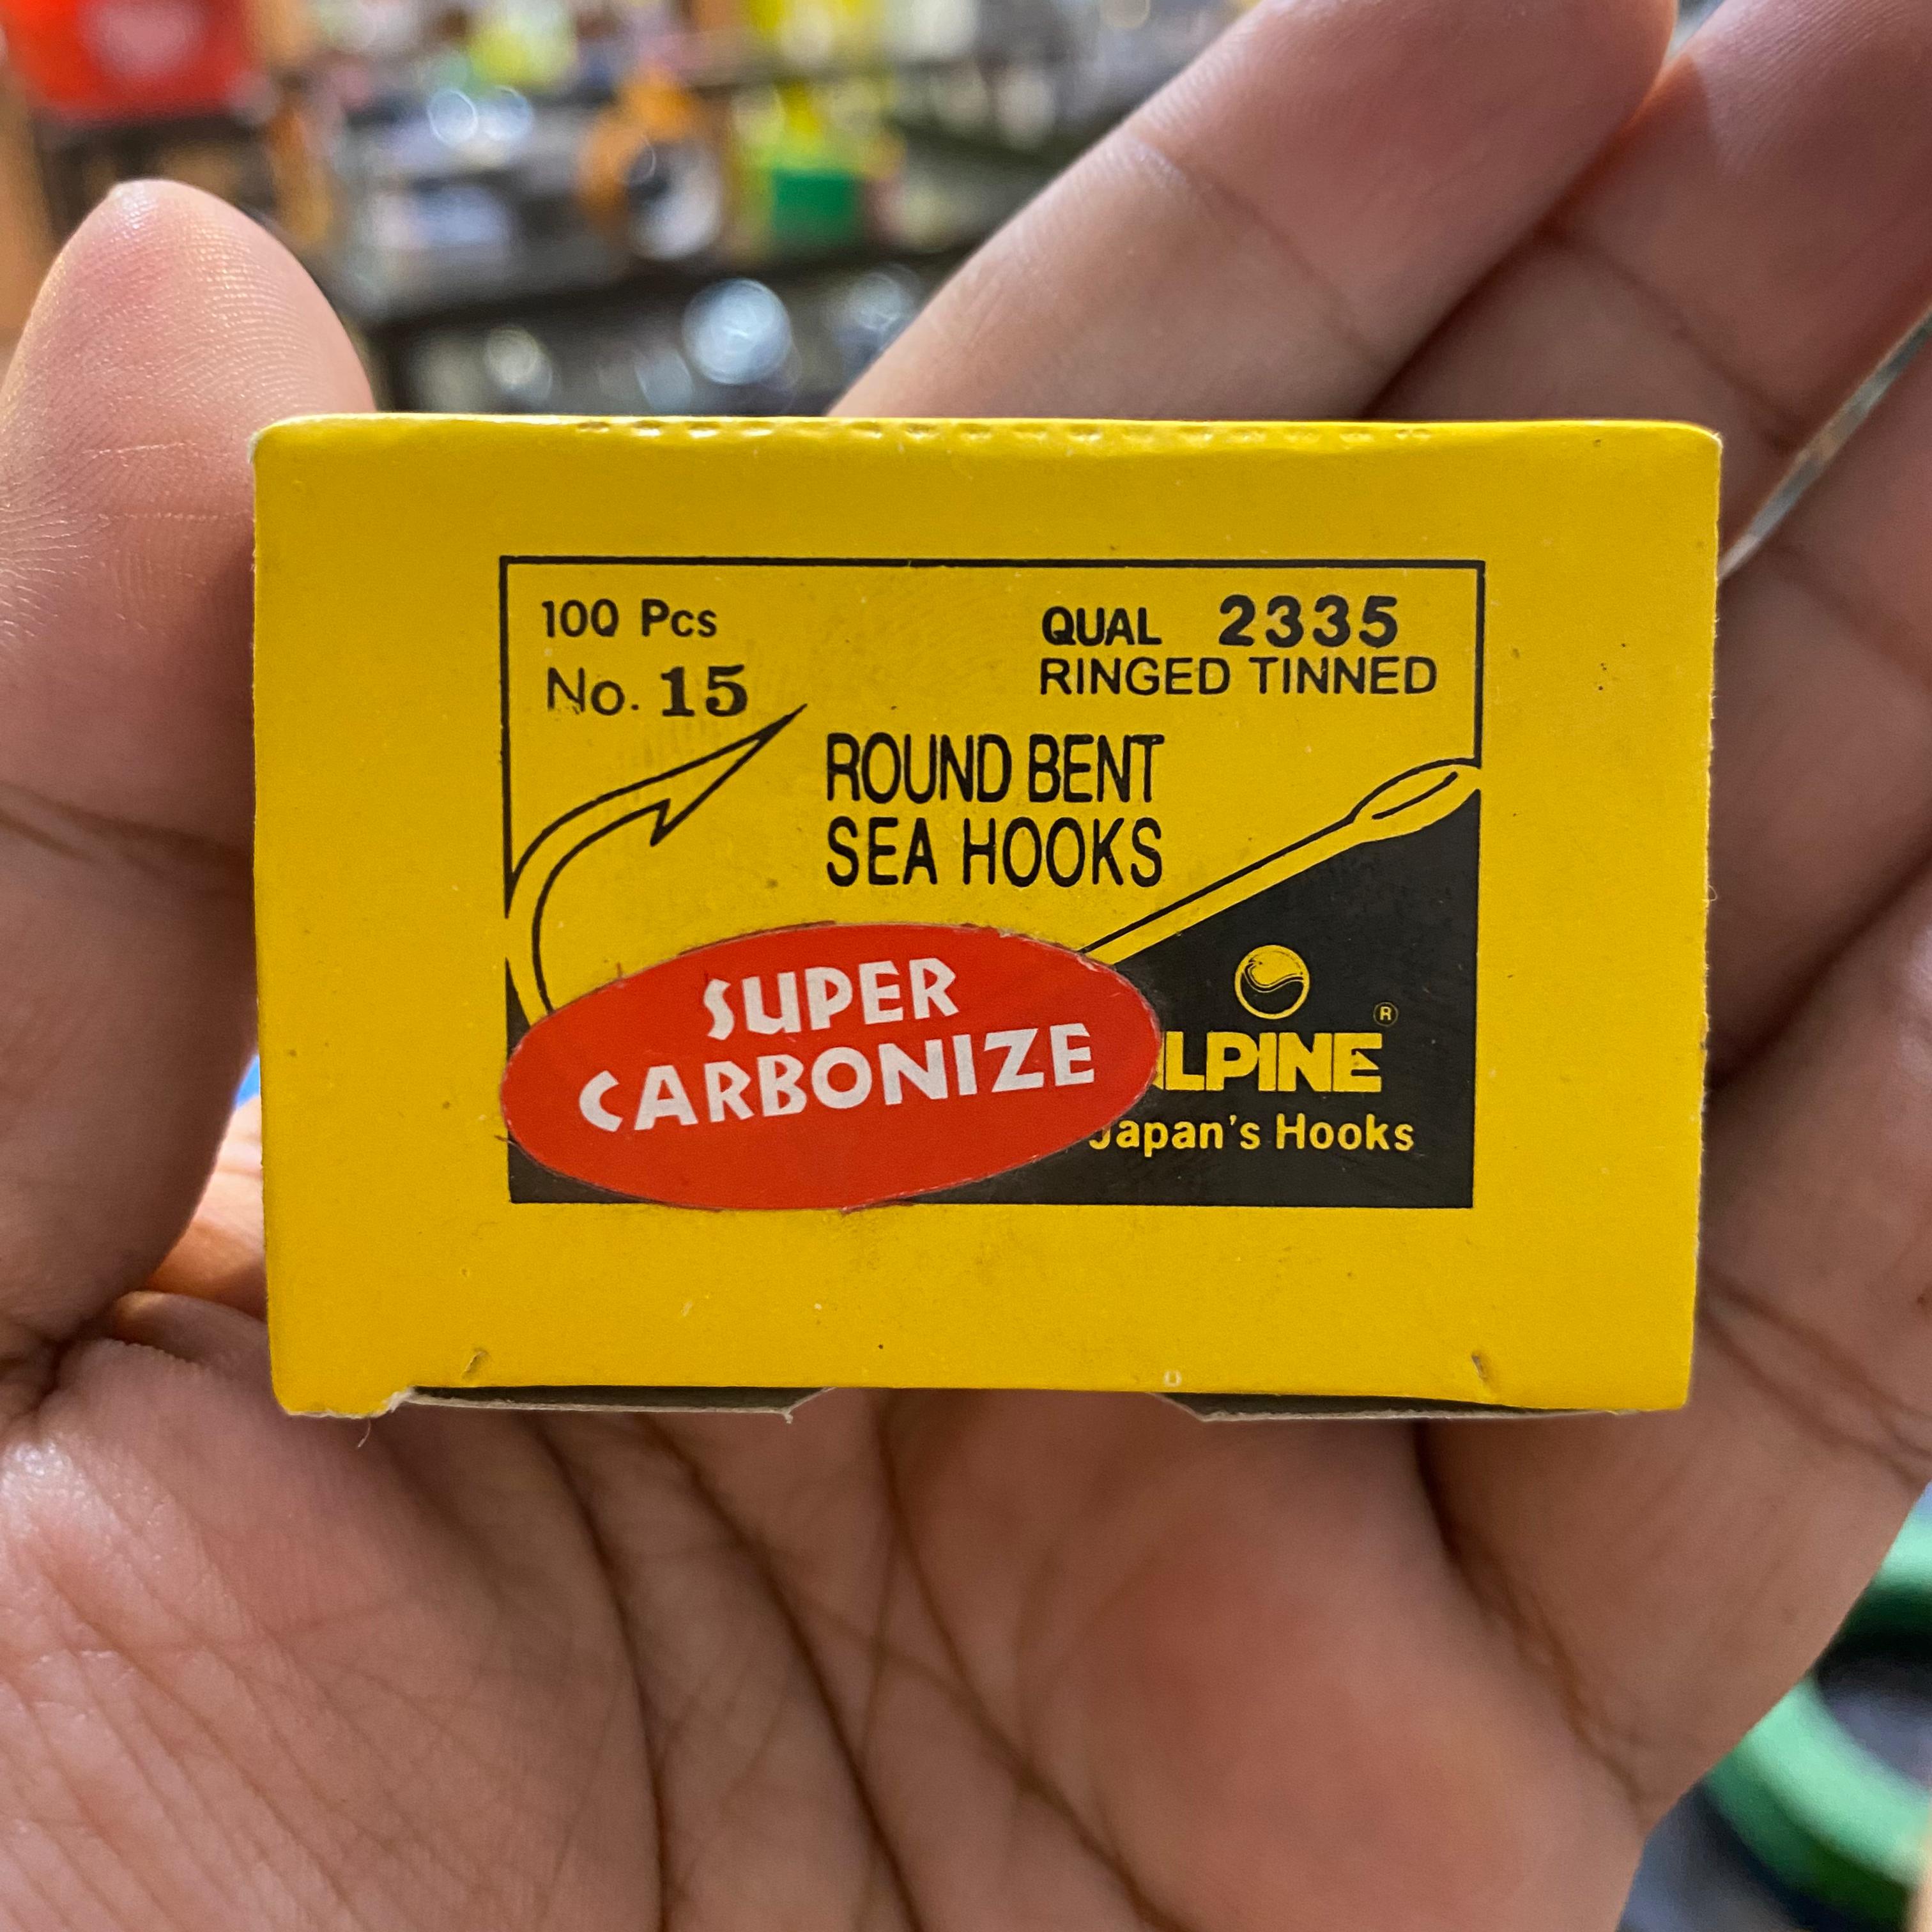 100 Pcs
No. 15
QUAL 2335
RINGED TINNED
ROUND BENT
SEA HOOKS
SUPER
CARBONIZE
LPINE ®
Japan's Hooks